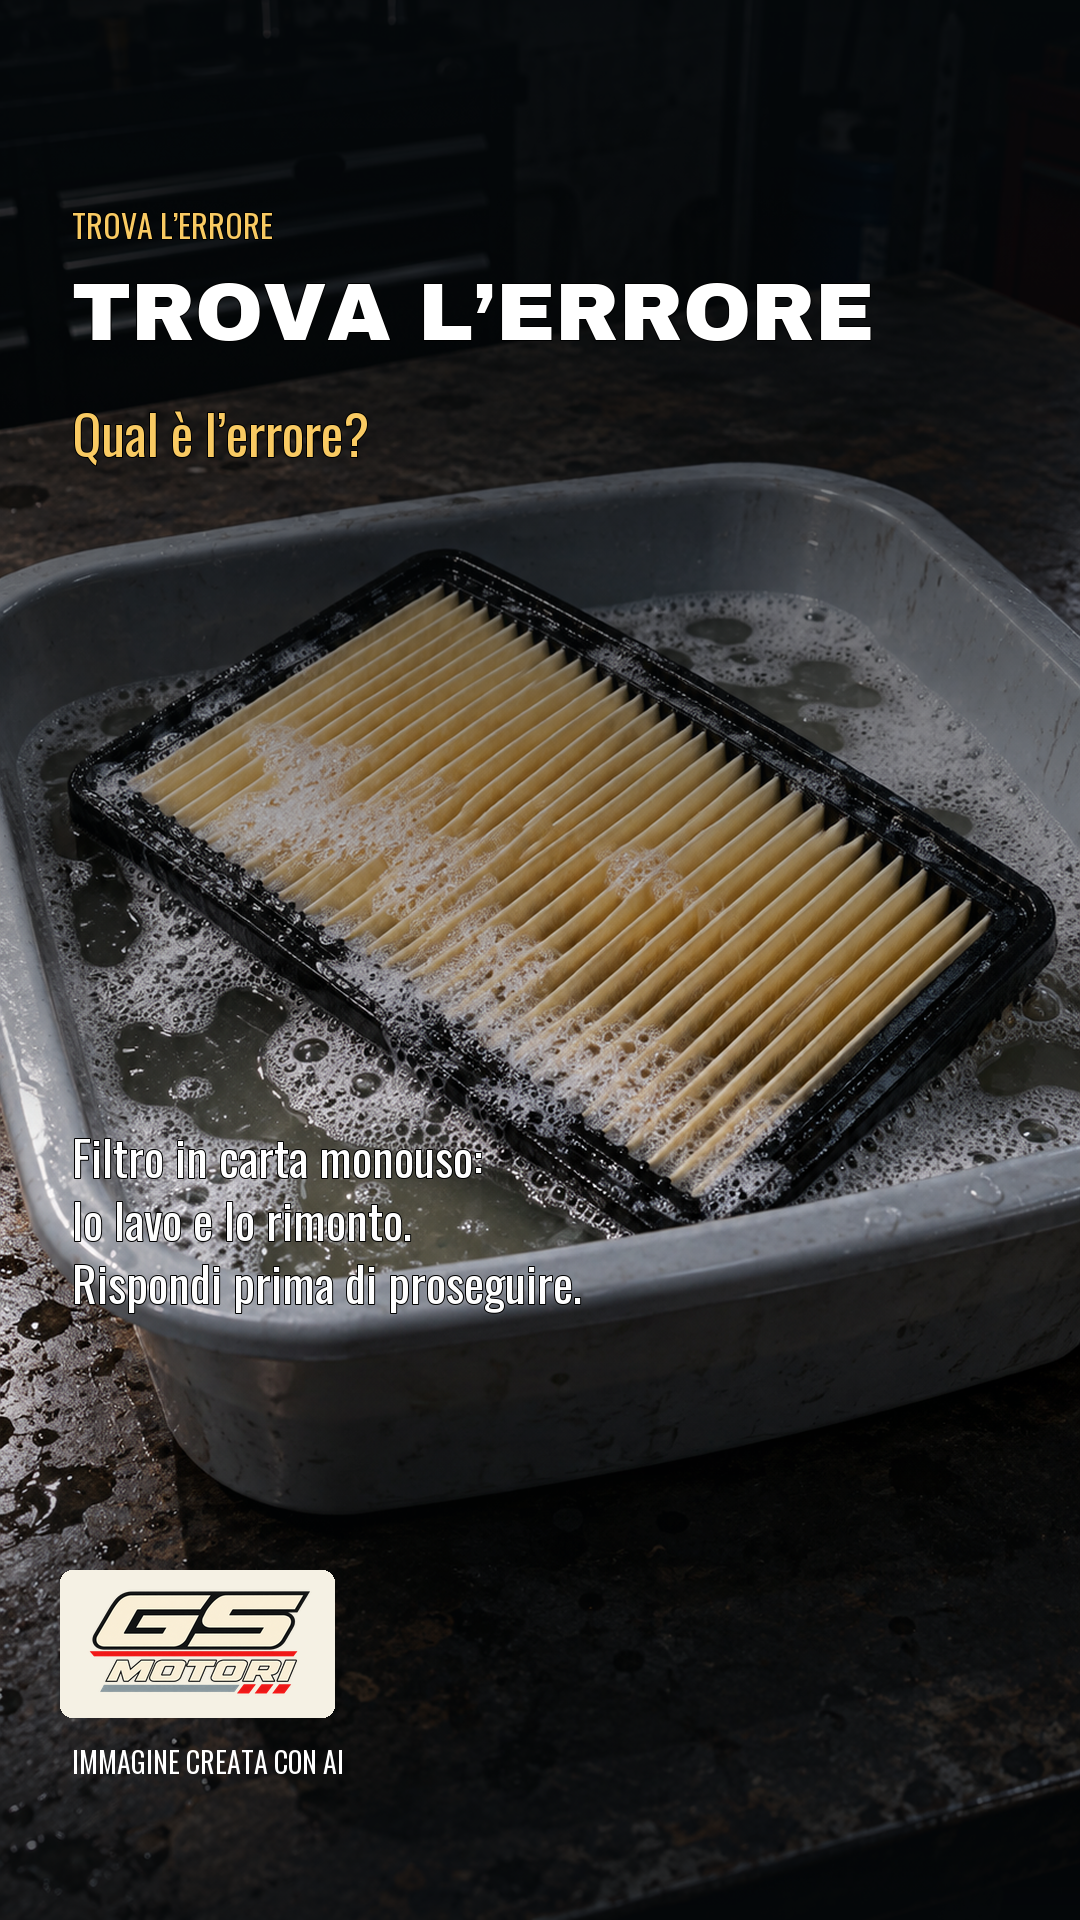 TROVA L’ERRORE
TROVA L’ERRORE
Qual è l’errore?
Filtro in carta monouso:
lo lavo e lo rimonto.
Rispondi prima di proseguire.
GS
MOTORI
IMMAGINE CREATA CON AI